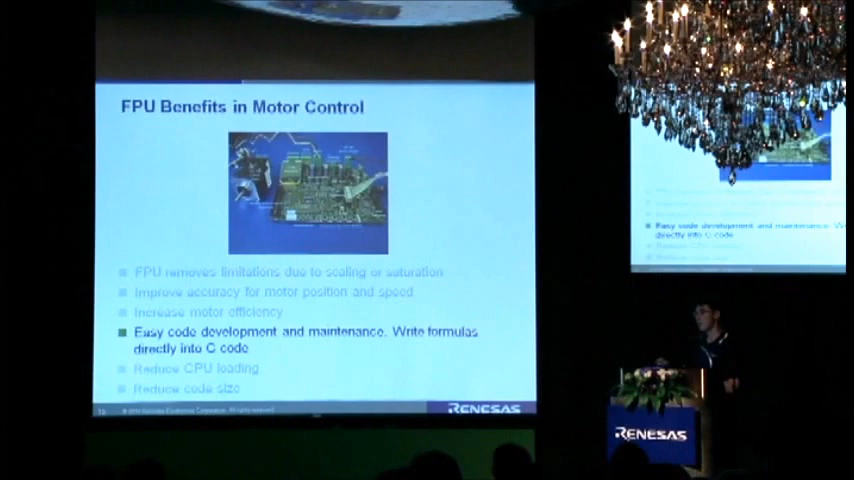 FPU Benefits in Motor Control
FPU removes limitations due to scaling or saturation
Improve accuracy for motor position and speed
Increase motor efficiency
Easy code development and maintenance. Write formulas
directly into C code
Reduce CPU loading
Reduce code size
RENESAS
Easy code development and maintenance. W
directly into C code
RENESAS